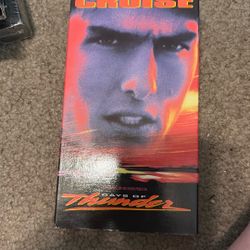 CRUISE
DAYS OF
Thunder